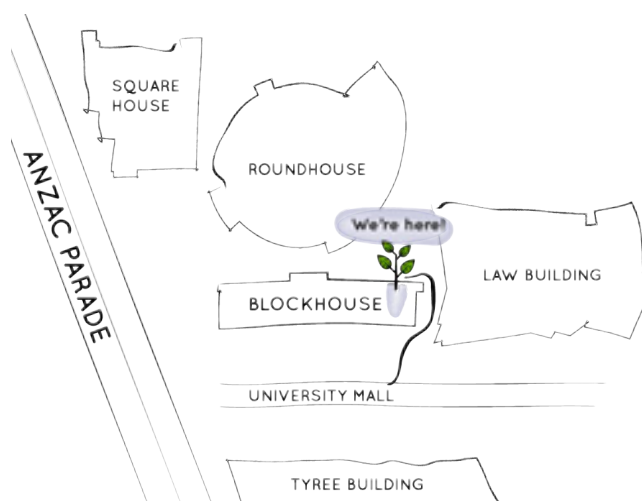 SQUARE
HOUSE
ROUNDHOUSE
ANZAC PARADE
We're here!
LAW BUILDING
BLOCKHOUSE
UNIVERSITY MALL
TYREE BUILDING